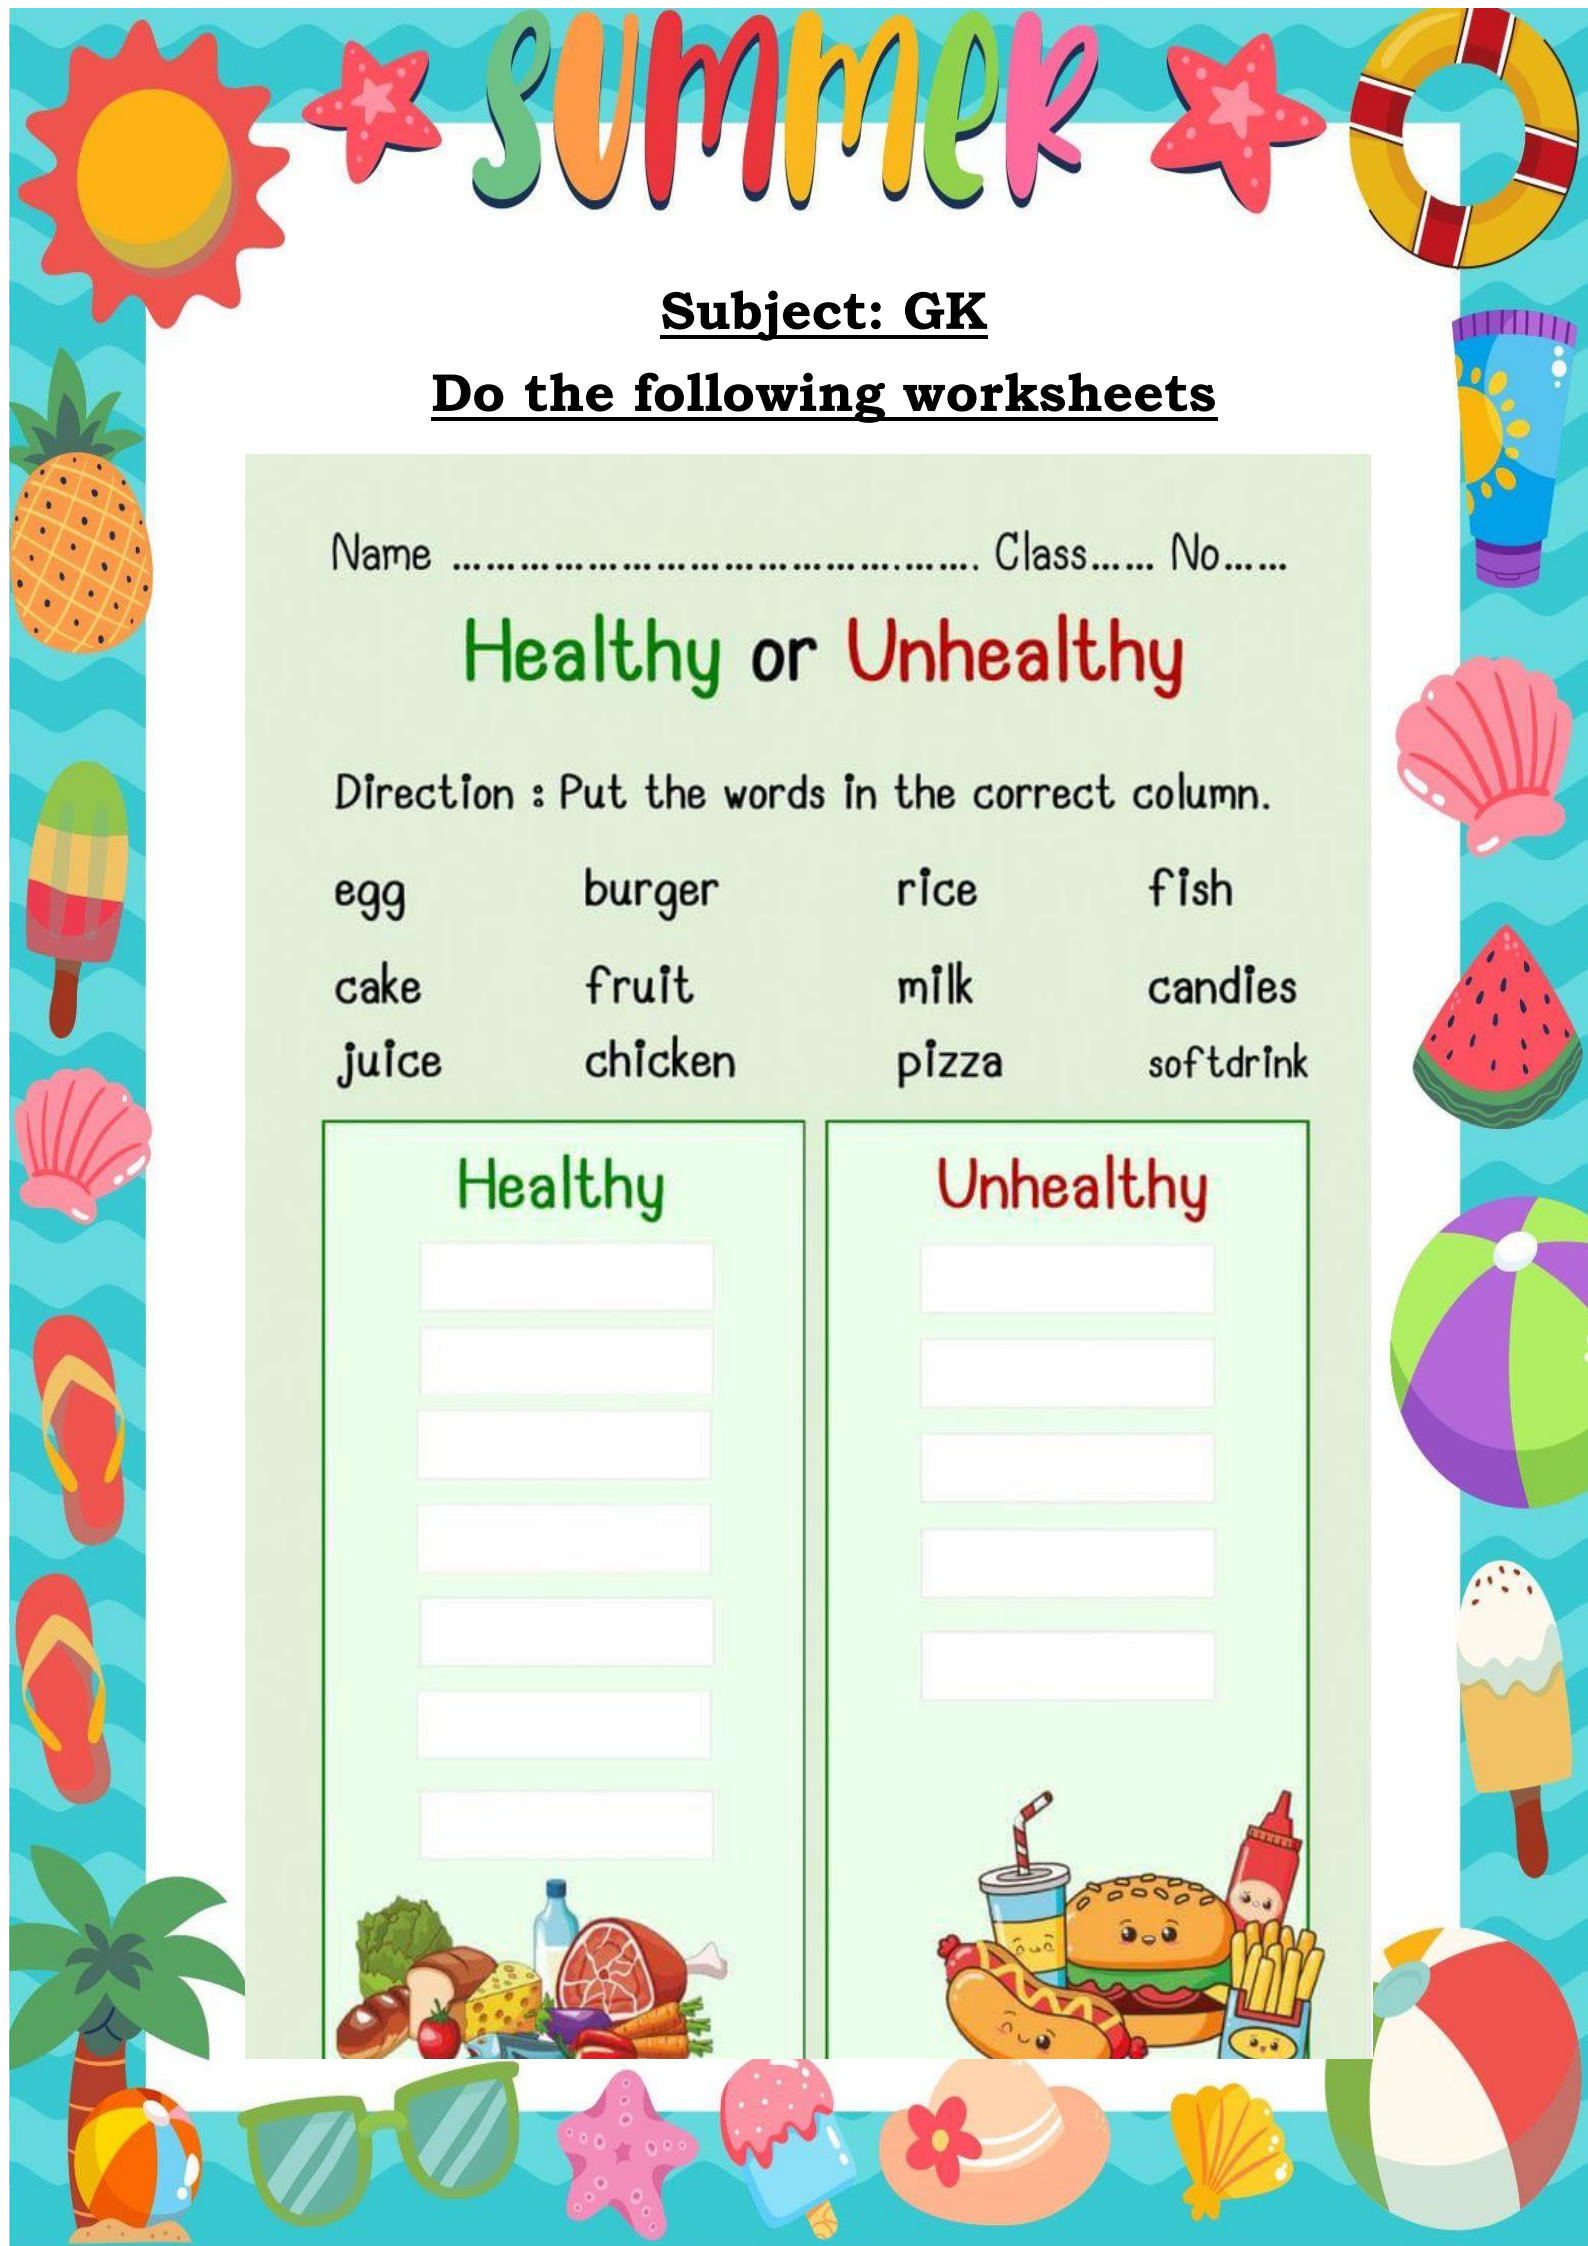 SUMMER
Subject: GK
Do the following worksheets
Name ................................................ Class...... No......
Healthy or Unhealthy
Direction : Put the words in the correct column.
egg burger rice fish
cake fruit milk candies
juice chicken pizza softdrink
Healthy Unhealthy